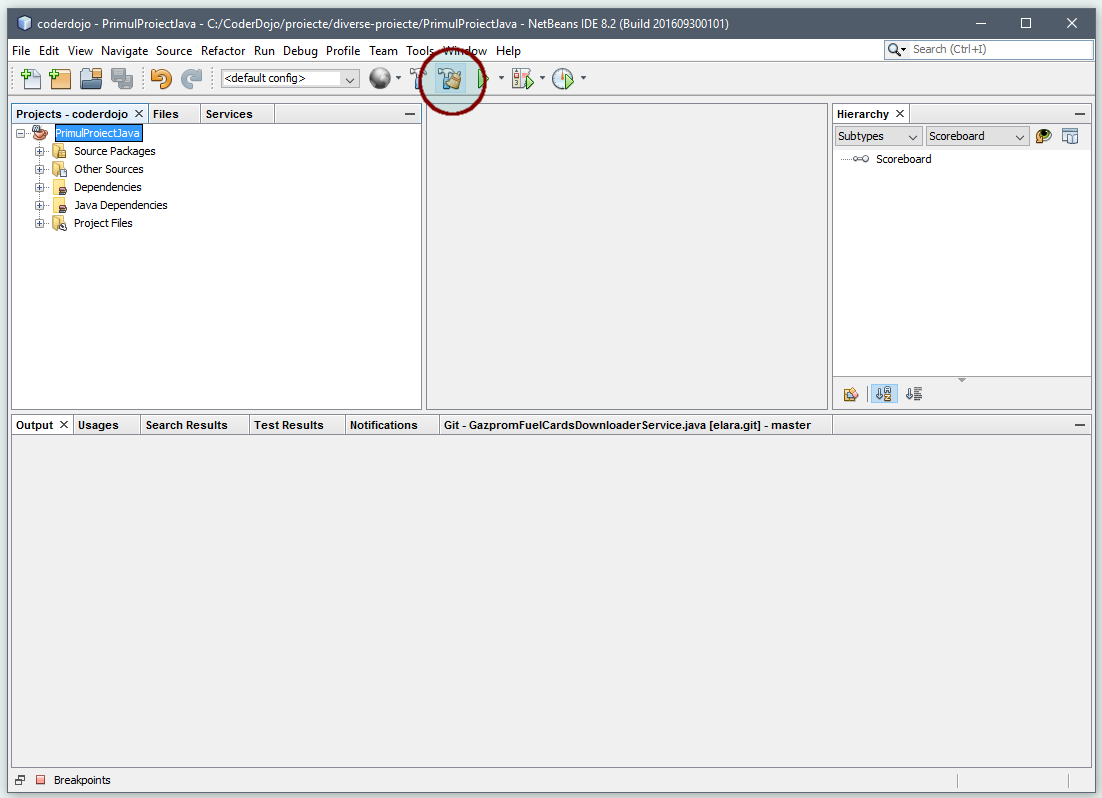 coderdojo - PrimulProiectJava - C:/CoderDojo/proiecte/diverse-proiecte/PrimulProiectJava - NetBeans IDE 8.2 (Build 201609300101)
File Edit View Navigate Source Refactor Run Debug Profile Team Tools Window Help
Search (Ctrl+I)
<default config>
Projects - coderdojo Files Services
PrimulProiectJava
Source Packages
Other Sources
Dependencies
Java Dependencies
Project Files
Hierarchy
Subtypes Scoreboard
Scoreboard
Output Usages Search Results Test Results Notifications Git - GazpromFuelCardsDownloaderService.java [elara.git] - master
Breakpoints